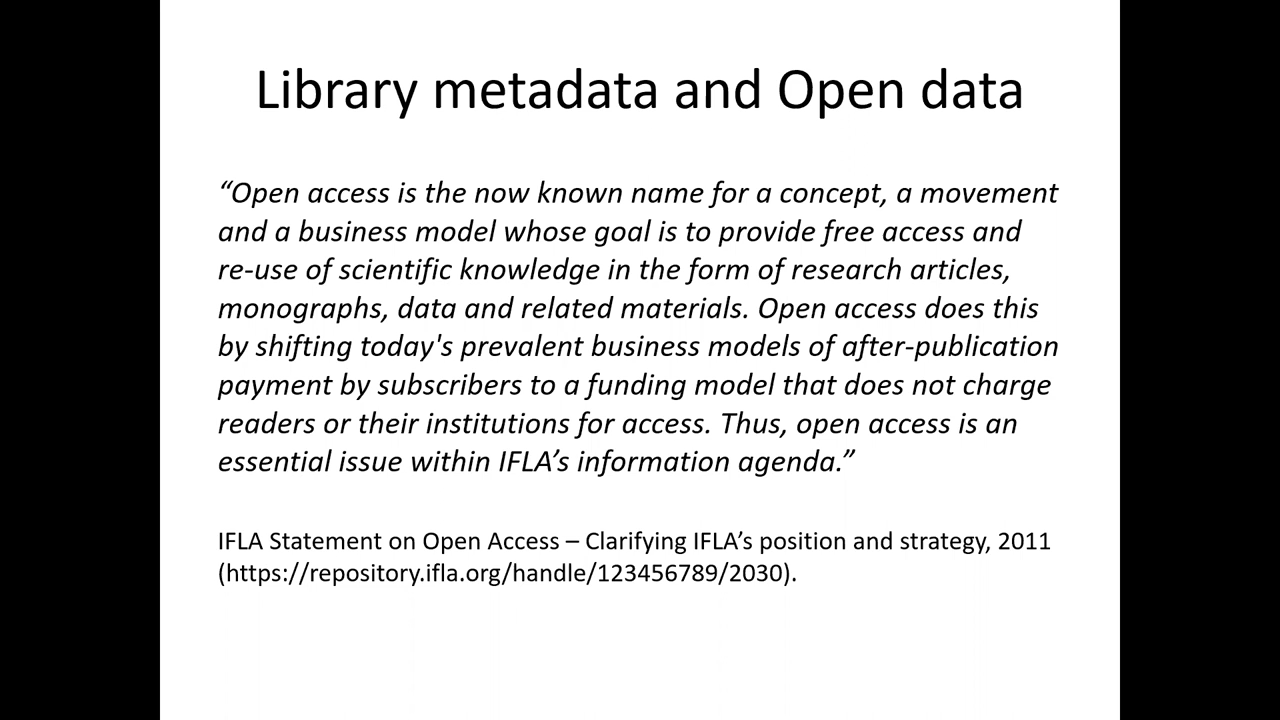 Library metadata and Open data
“Open access is the now known name for a concept, a movement
and a business model whose goal is to provide free access and
re-use of scientific knowledge in the form of research articles,
monographs, data and related materials. Open access does this
by shifting today's prevalent business models of after-publication
payment by subscribers to a funding model that does not charge
readers or their institutions for access. Thus, open access is an
essential issue within IFLA’s information agenda.”
IFLA Statement on Open Access – Clarifying IFLA’s position and strategy, 2011
(https://repository.ifla.org/handle/123456789/2030).